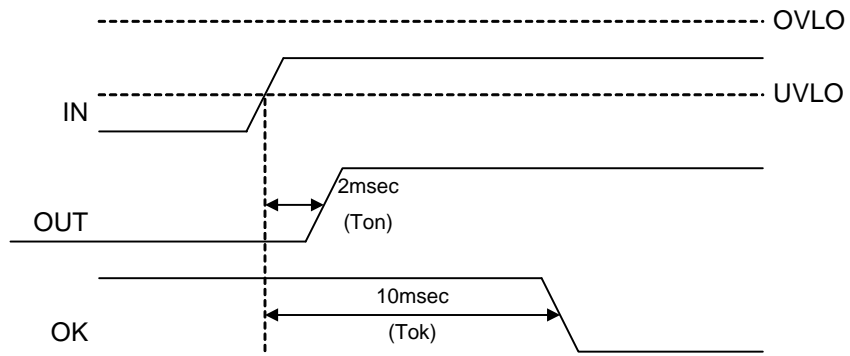 OVLO
UVLO
IN
2msec
(Ton)
OUT
10msec
(Tok)
OK